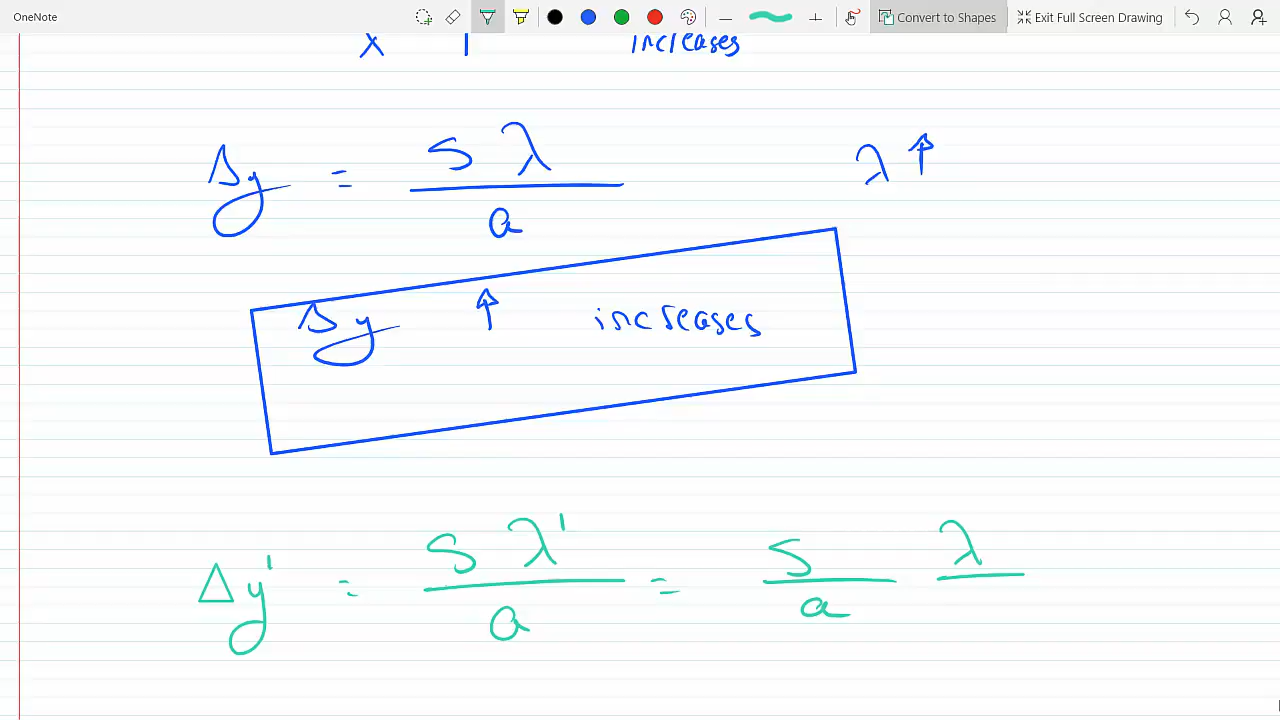 OneNote
Convert to Shapes
Exit Full Screen Drawing
x increases
Δy = sλ / a λ ↑
Δy ↑ increases
Δy' = sλ' / a = s / a λ /